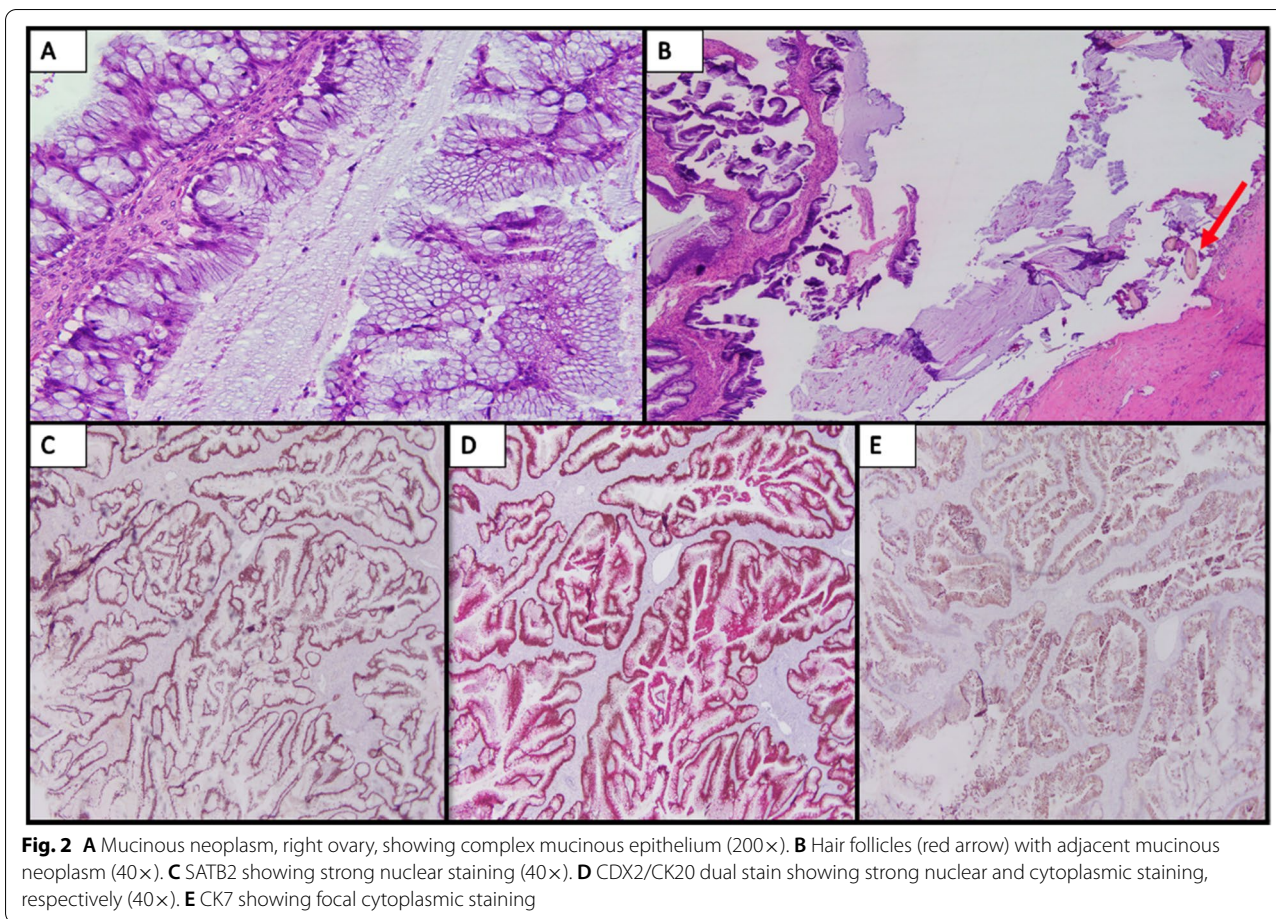 A
B
C
D
E
Fig. 2 A Mucinous neoplasm, right ovary, showing complex mucinous epithelium (200×). B Hair follicles (red arrow) with adjacent mucinous
neoplasm (40×). C SATB2 showing strong nuclear staining (40×). D CDX2/CK20 dual stain showing strong nuclear and cytoplasmic staining,
respectively (40×). E CK7 showing focal cytoplasmic staining